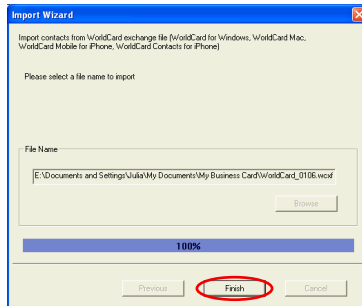 Import Wizard
Import contacts from WorldCard exchange file (WorldCard for Windows, WorldCard Mac,
WorldCard Mobile for iPhone, WorldCard Contacts for iPhone)
Please select a file name to import
File Name
E:\Documents and Settings\Julia\My Documents\My Business Card\WorldCard_0106.wcxf
Browse
100%
Previous
Finish
Cancel